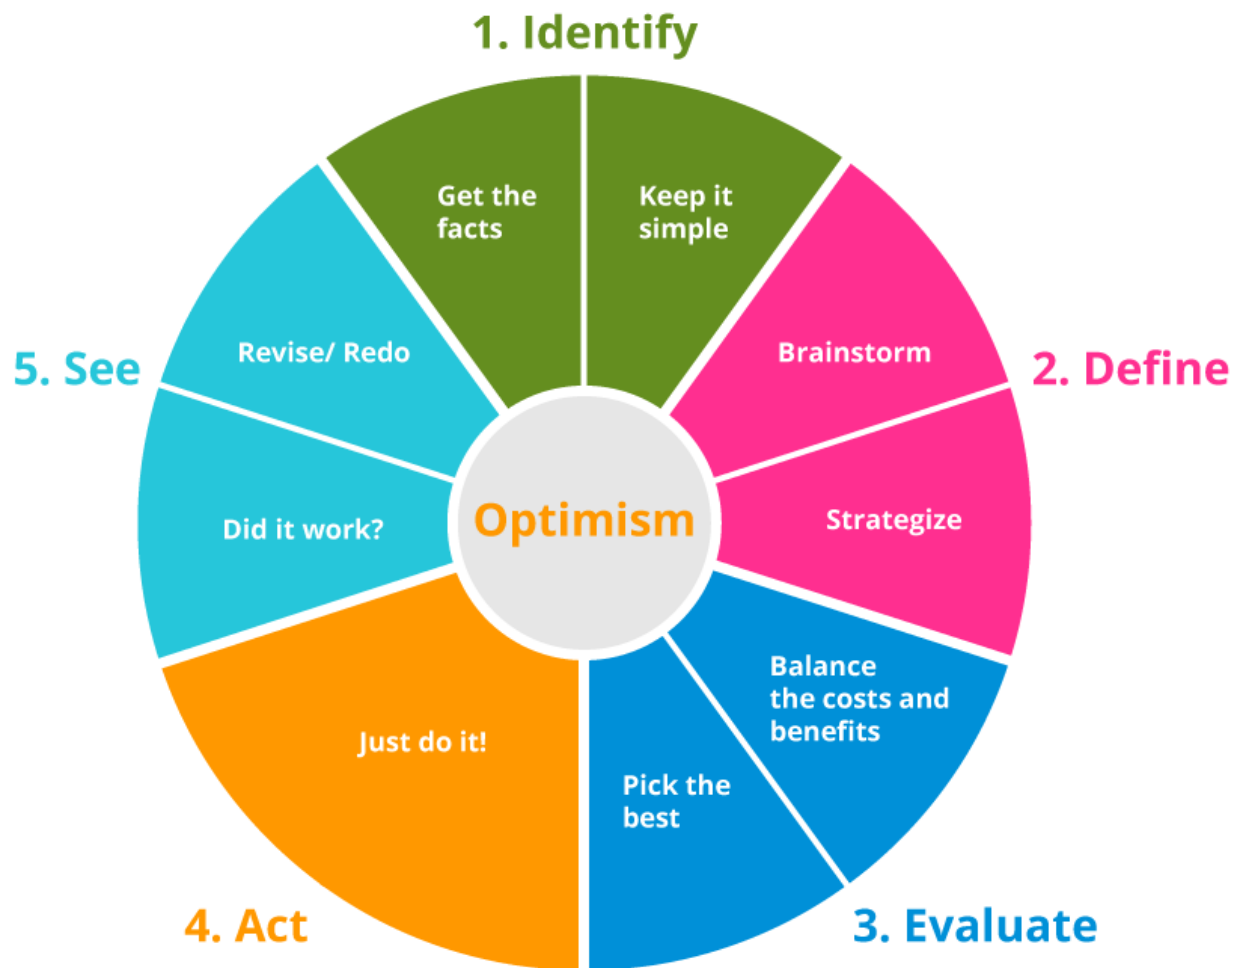 1. Identify
Get the
facts
Keep it
simple
Brainstorm
2. Define
Strategize
Balance
the costs and
benefits
Pick the
best
3. Evaluate
Just do it!
4. Act
Did it work?
Revise/ Redo
5. See
Optimism